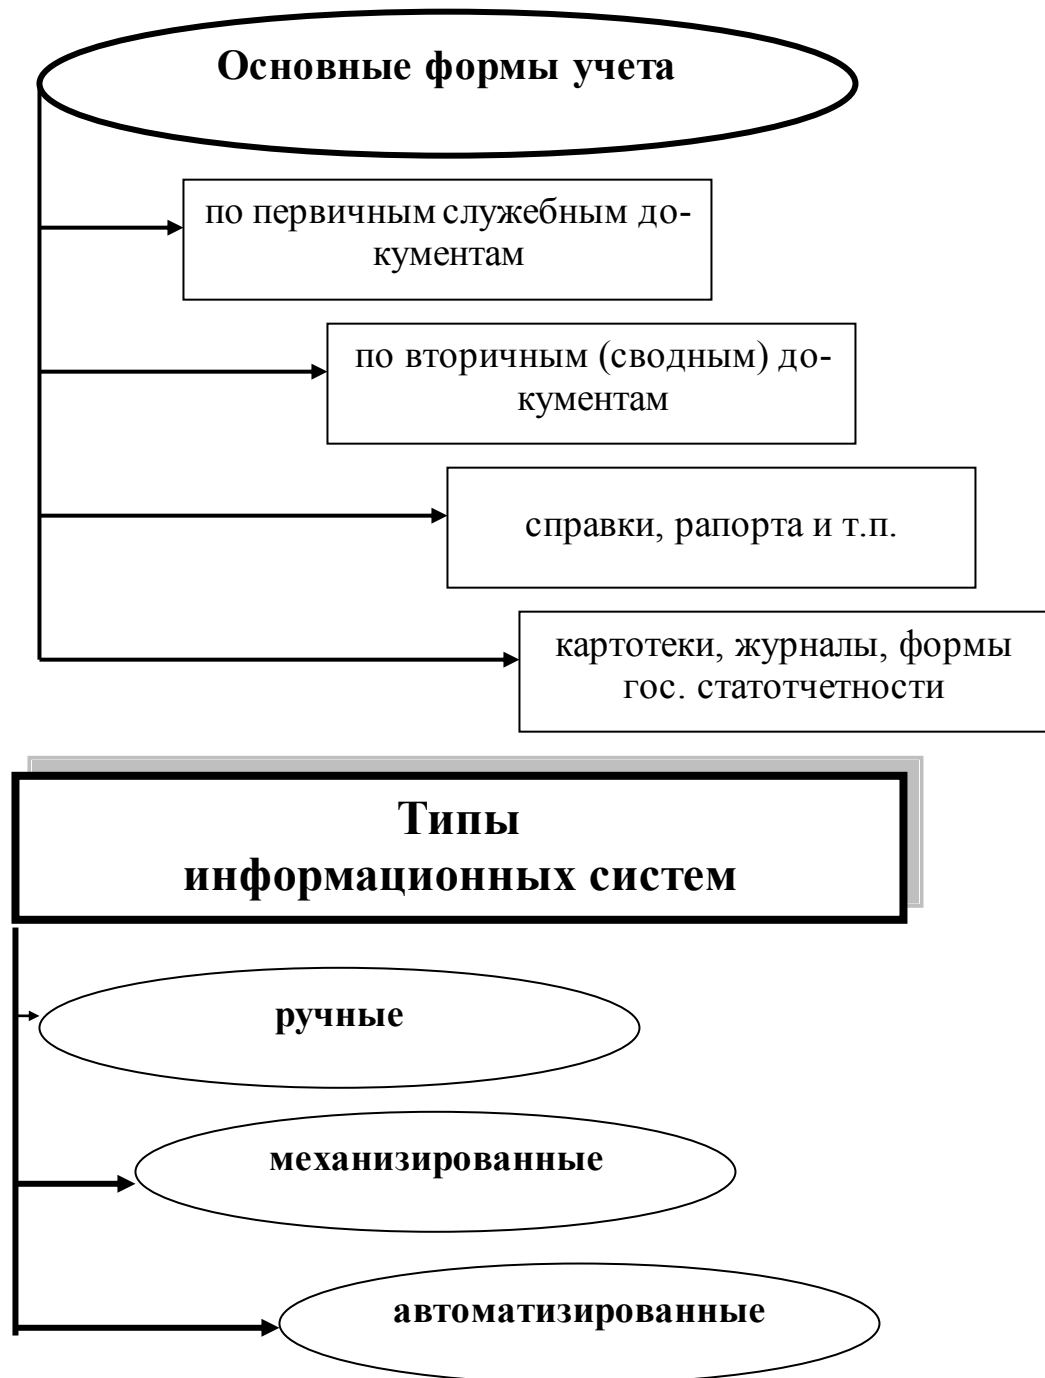 Основные формы учета
по первичным служебным до-
кументам
по вторичным (сводным) до-
кументам
справки, рапорта и т.п.
картотеки, журналы, формы
гос. статотчетности
Типы
информационных систем
ручные
механизированные
автоматизированные